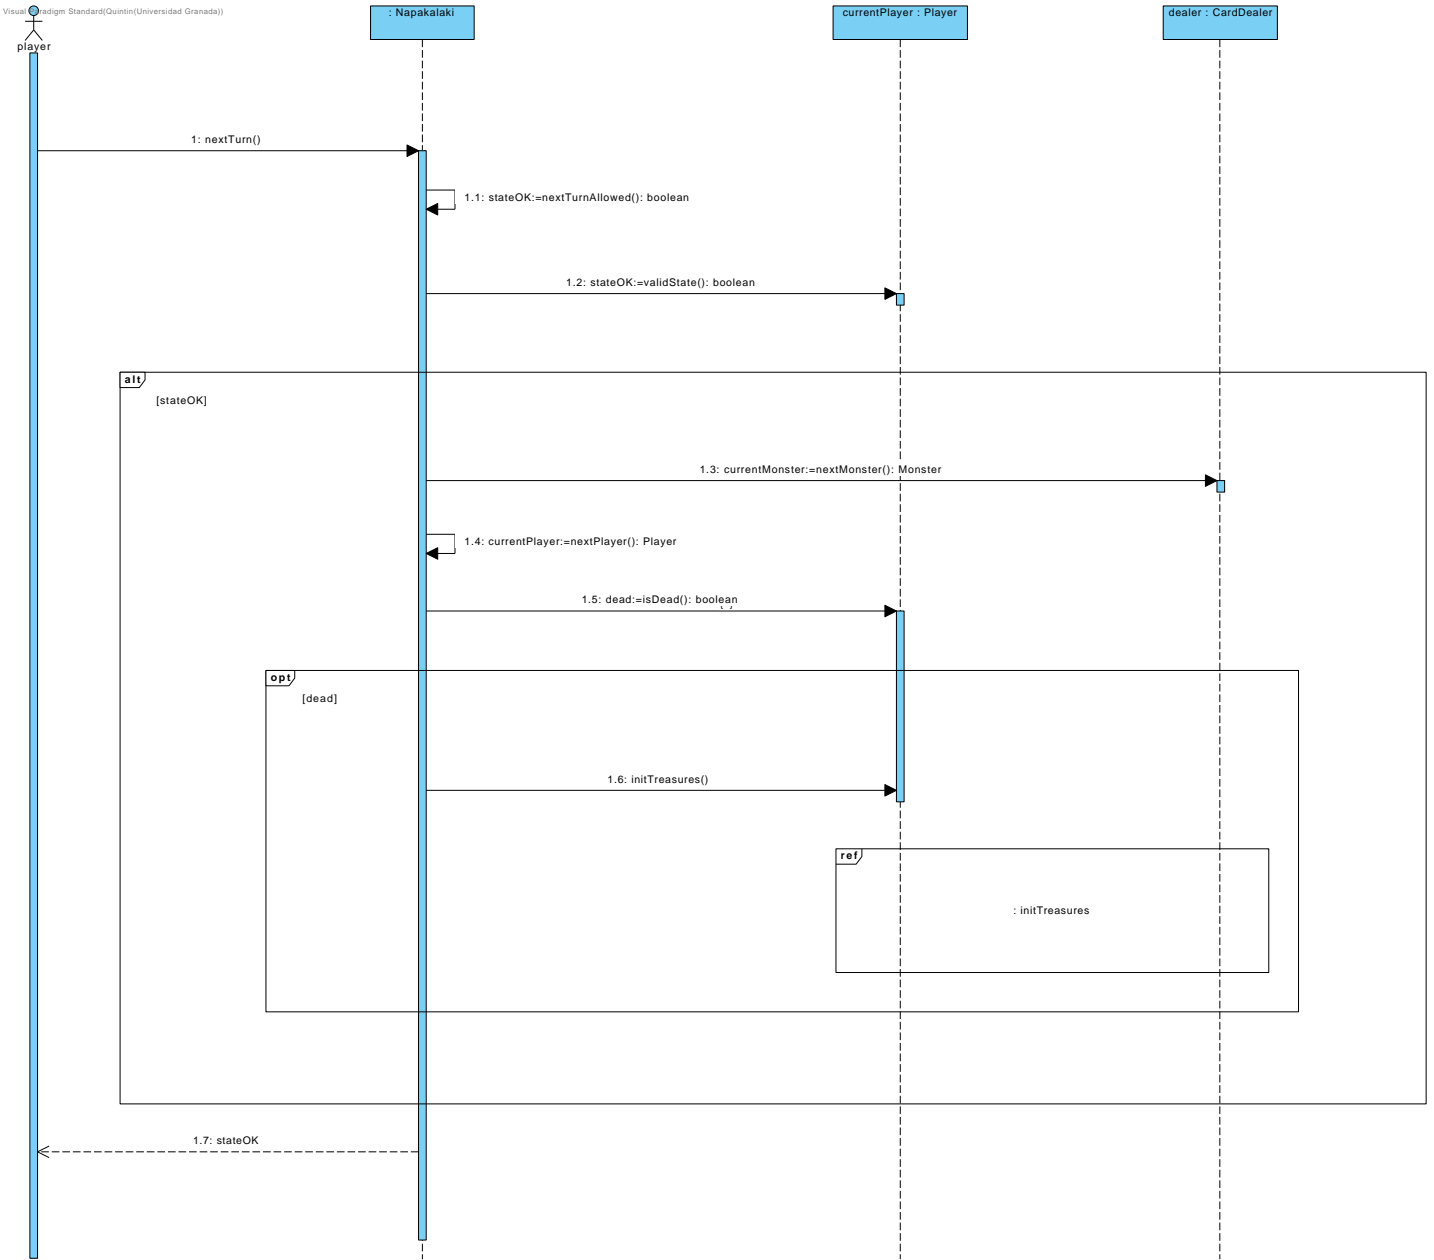 Visual Paradigm Standard(Quintin(Universidad Granada))
player
: Napakalaki
currentPlayer : Player
dealer : CardDealer
1: nextTurn()
1.1: stateOK:=nextTurnAllowed(): boolean
1.2: stateOK:=validState(): boolean
alt
[stateOK]
1.3: currentMonster:=nextMonster(): Monster
1.4: currentPlayer:=nextPlayer(): Player
1.5: dead:=isDead(): boolean
opt
[dead]
1.6: initTreasures()
ref
: initTreasures
1.7: stateOK